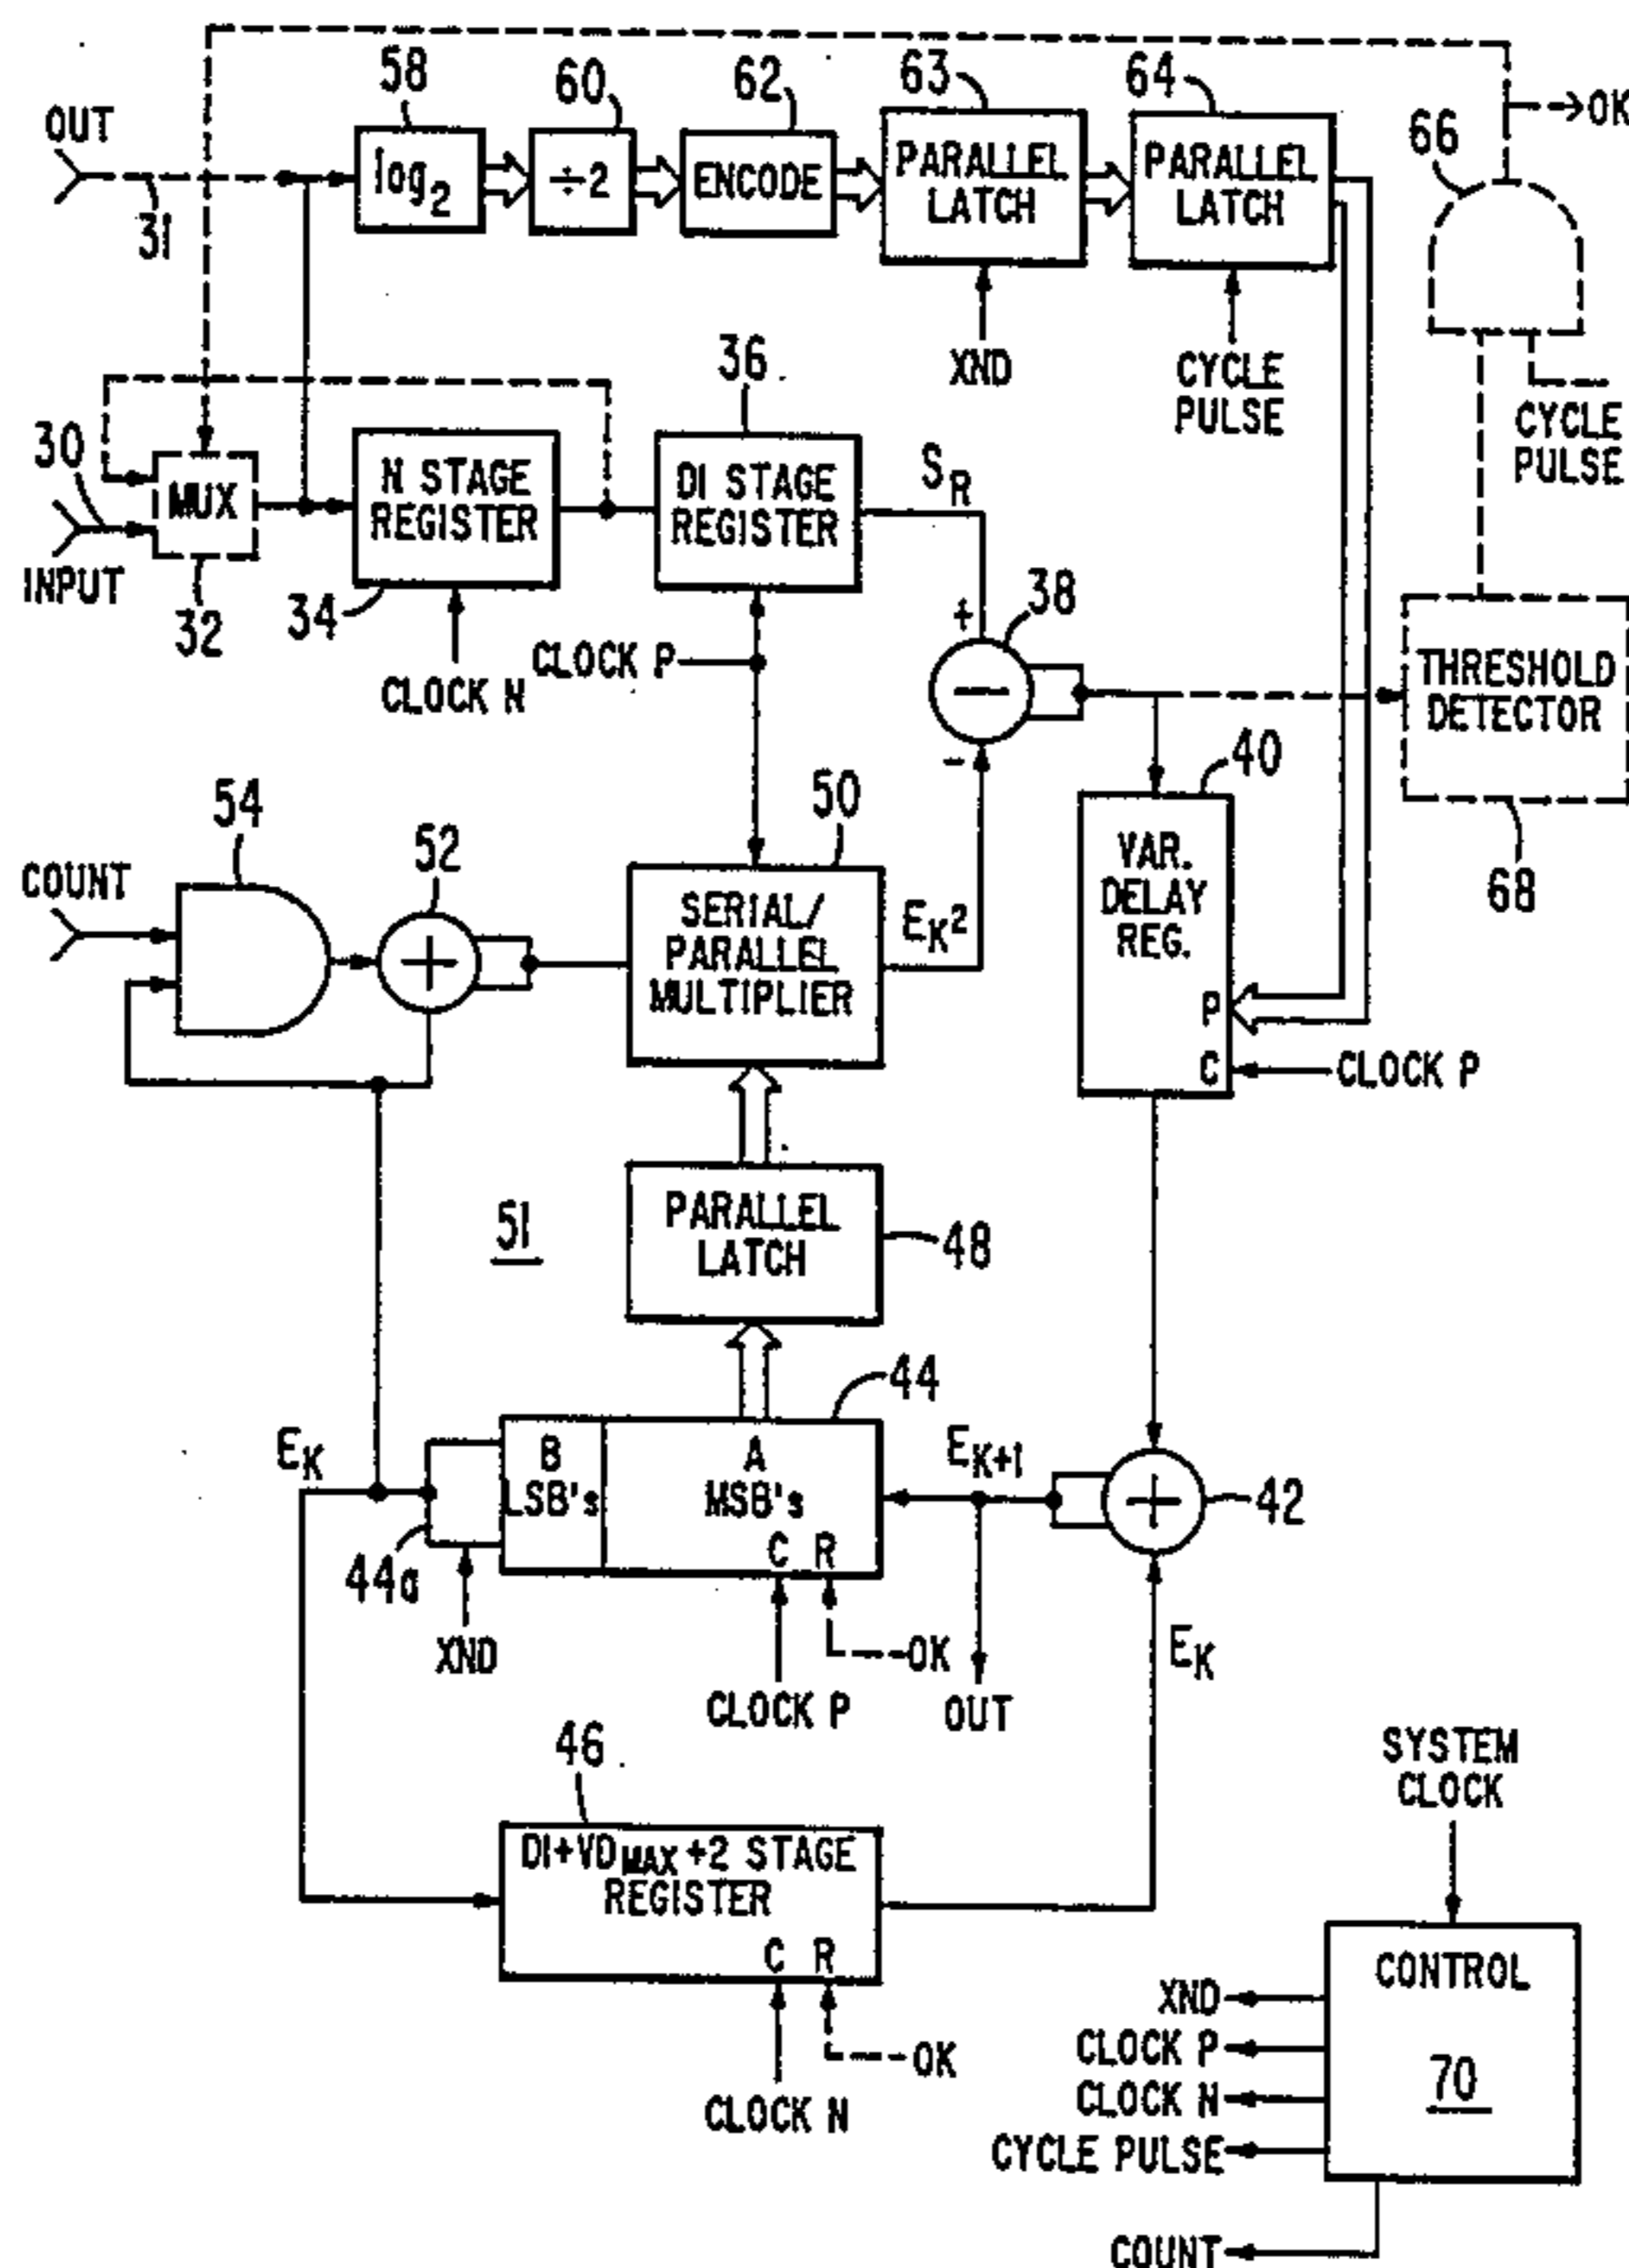 58
60
62
63
64
OUT
OK
66
log2
÷2
ENCODE
PARALLEL
LATCH
PARALLEL
LATCH
31
XND
CYCLE
PULSE
CYCLE
PULSE
36
30
MUX
N STAGE
REGISTER
DI STAGE
REGISTER
SR
INPUT
32
34
+
38
CLOCK N
CLOCK P
−
-
THRESHOLD
DETECTOR
68
40
54
52
50
COUNT
+
SERIAL/
PARALLEL
MULTIPLIER
EK2
VAR.
DELAY
REG.
P
C
CLOCK P
51
PARALLEL
LATCH
48
44
EK
B
LSB's
A
MSB's
C R
EK+1
+
42
44a
XND
OK
CLOCK P
OUT
EK
46
DI+VDMAX+2 STAGE
REGISTER
C R
OK
CLOCK N
SYSTEM
CLOCK
CONTROL
70
XND
CLOCK P
CLOCK N
CYCLE PULSE
COUNT